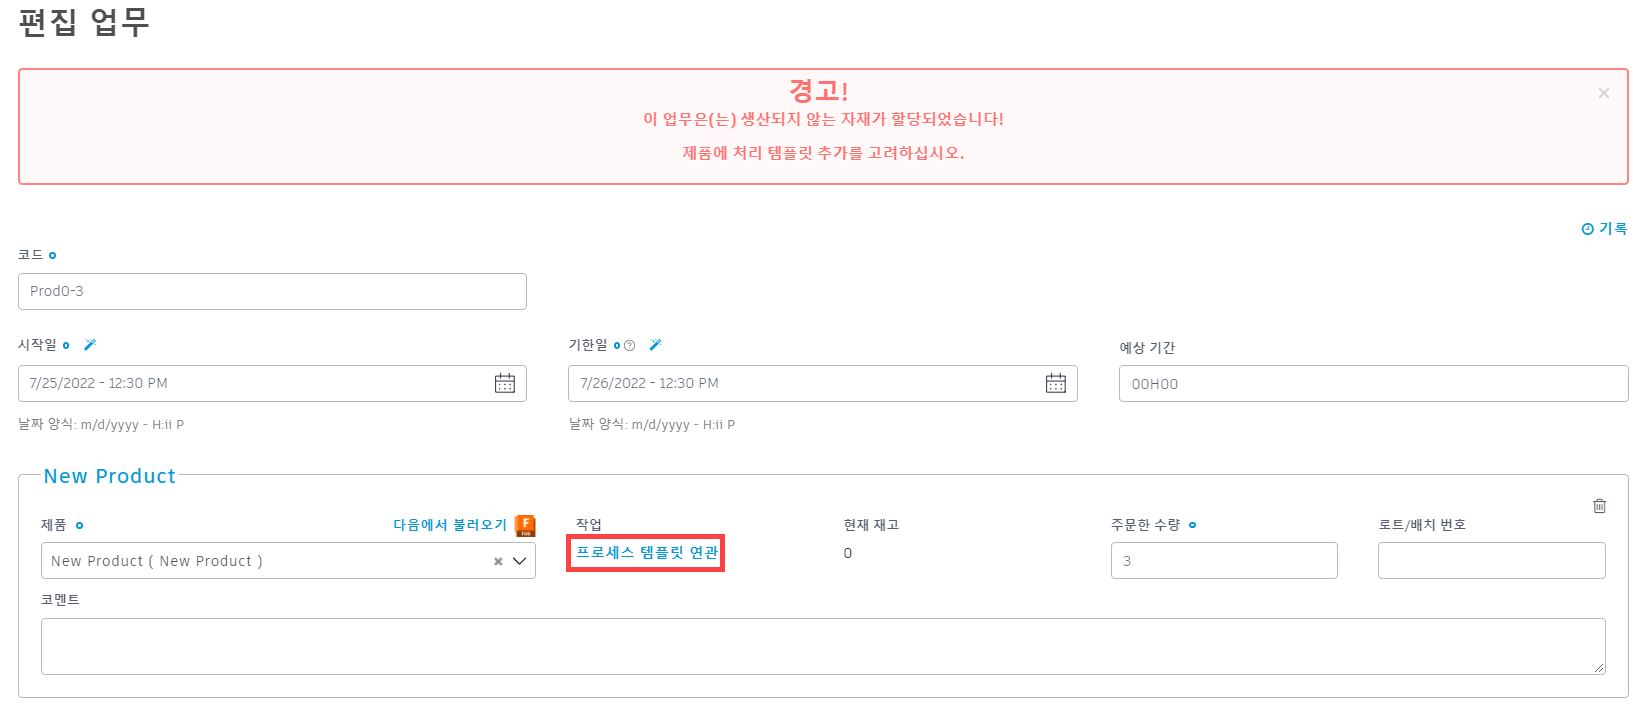 편집 업무
경고!
이 업무은(는) 생산되지 않는 자재가 할당되었습니다!
제품에 처리 템플릿 추가를 고려하십시오.
기록
코드
Prod0-3
시작일 기한일 예상 기간
7/25/2022 - 12:30 PM 7/26/2022 - 12:30 PM 00H00
날짜 양식: m/d/yyyy - H:ii P 날짜 양식: m/d/yyyy - H:ii P
New Product
제품 다음에서 불러오기 작업 현재 재고 주문한 수량 로트/배치 번호
New Product ( New Product ) 프로세스 템플릿 연관 0 3
코멘트